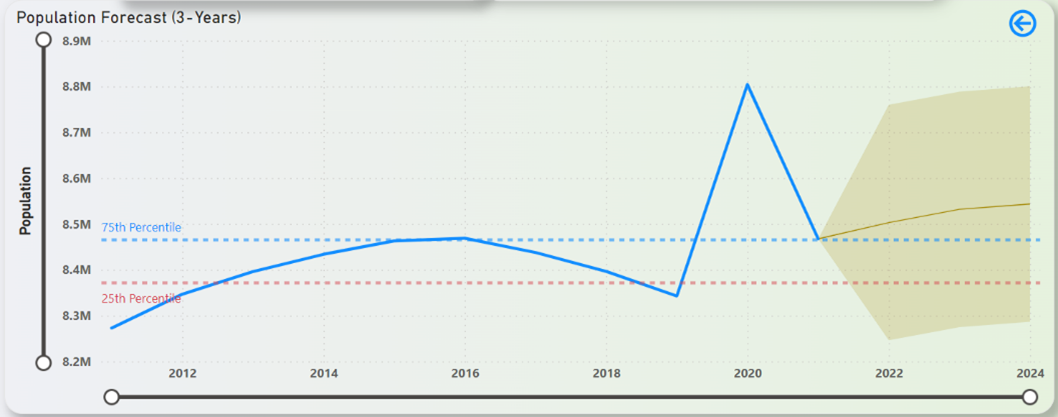 Population Forecast (3-Years)
8.9M
8.8M
8.7M
8.6M
8.5M
8.4M
8.3M
8.2M
Population
75th Percentile
25th Percentile
2012 2014 2016 2018 2020 2022 2024